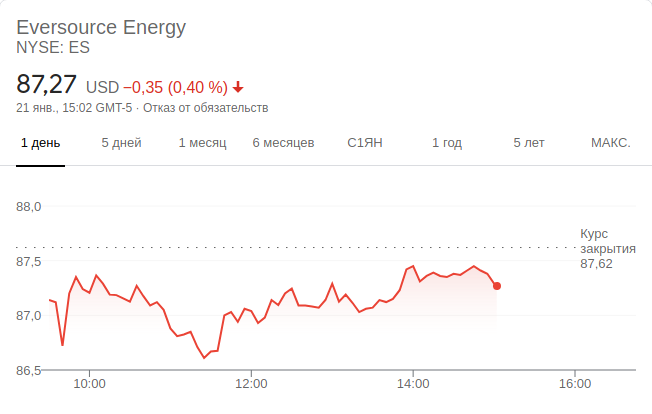 Eversource Energy
NYSE: ES
87,27 USD −0,35 (0,40 %)
21 янв., 15:02 GMT-5 · Отказ от обязательств
1 день 5 дней 1 месяц 6 месяцев С1ЯН 1 год 5 лет МАКС.
88,0
Курс
закрытия
87,62
87,5
87,0
86,5
10:00 12:00 14:00 16:00